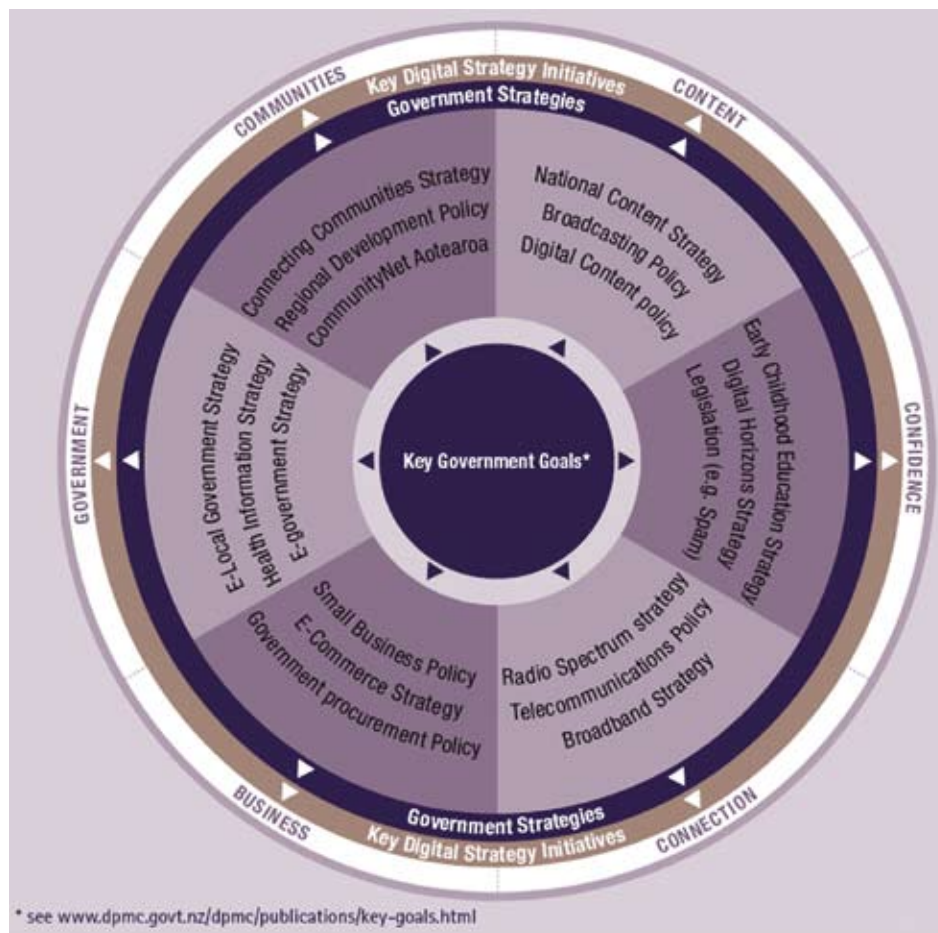 Key Digital Strategy Initiatives
Government Strategies
COMMUNITIES
Connecting Communities Strategy
Regional Development Policy
CommunityNet Aotearoa
CONTENT
National Content Strategy
Broadcasting Policy
Digital Content policy
CONFIDENCE
Early Childhood Education Strategy
Digital Horizons Strategy
Legislation (e.g. Spam)
CONNECTION
Radio Spectrum strategy
Telecommunications Policy
Broadband Strategy
BUSINESS
Small Business Policy
E-Commerce Strategy
Government procurement Policy
GOVERNMENT
E-Local Government Strategy
Health Information Strategy
E-government Strategy
Key Government Goals*
Government Strategies
Key Digital Strategy Initiatives
* see www.dpmc.govt.nz/dpmc/publications/key-goals.html